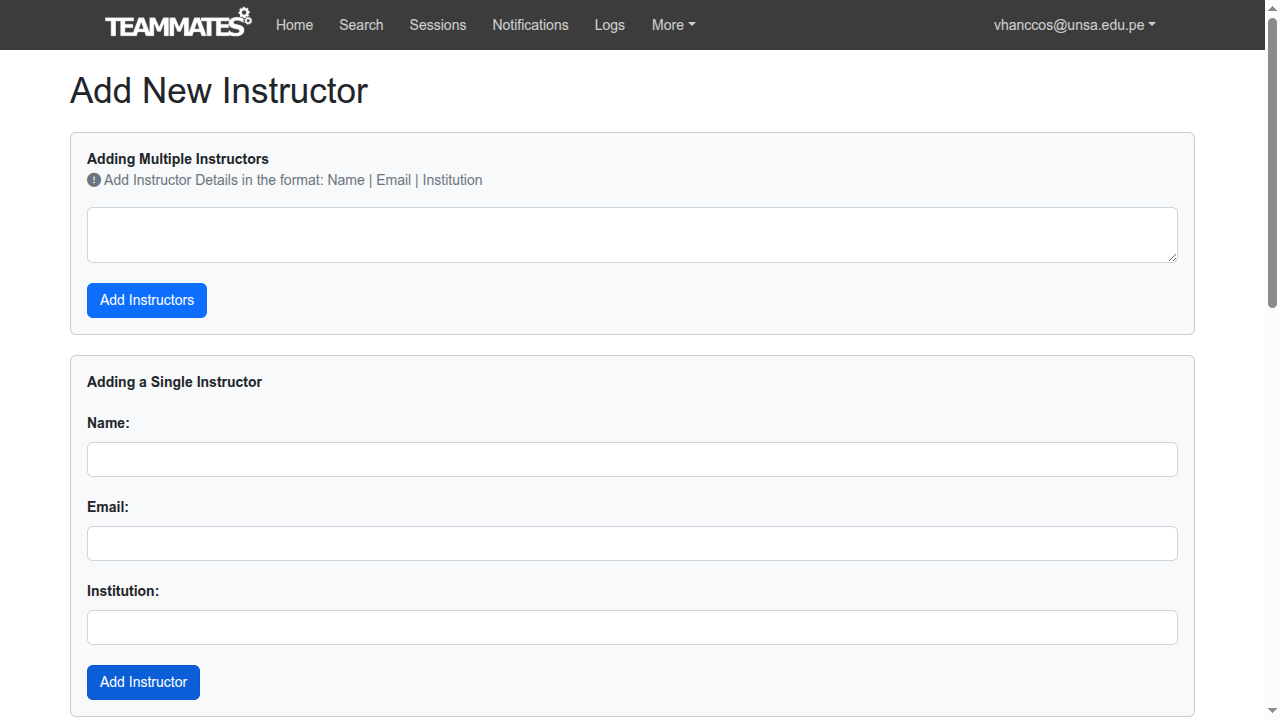 TEAMMATES Home Search Sessions Notifications Logs More vhanccos@unsa.edu.pe
Add New Instructor
Adding Multiple Instructors
Add Instructor Details in the format: Name | Email | Institution
Add Instructors
Adding a Single Instructor
Name:
Email:
Institution:
Add Instructor